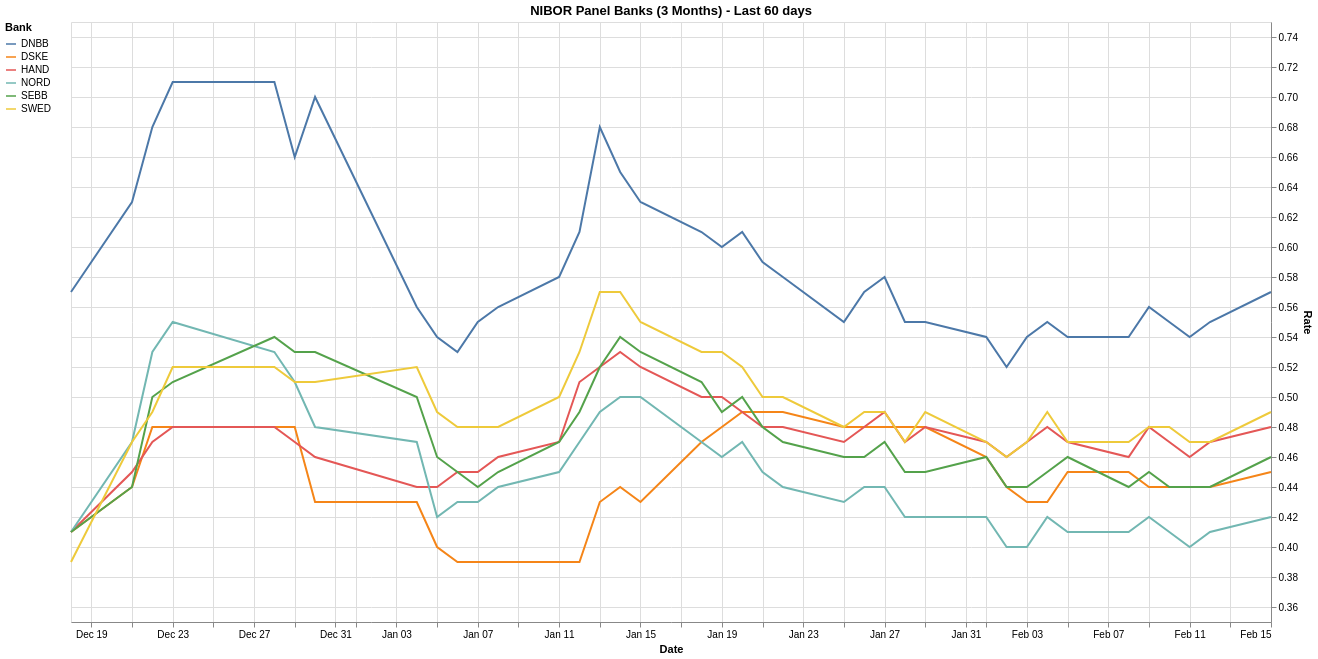 NIBOR Panel Banks (3 Months) - Last 60 days
Bank
DNBB
DSKE
HAND
NORD
SEBB
SWED
0.74
0.72
0.70
0.68
0.66
0.64
0.62
0.60
0.58
0.56
0.54
0.52
0.50
0.48
0.46
0.44
0.42
0.40
0.38
0.36
Rate
Dec 19 Dec 23 Dec 27 Dec 31 Jan 03 Jan 07 Jan 11 Jan 15 Jan 19 Jan 23 Jan 27 Jan 31 Feb 03 Feb 07 Feb 11 Feb 15
Date